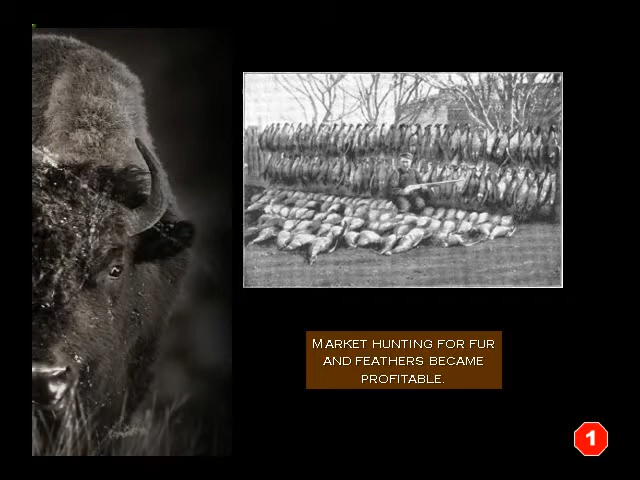 MARKET HUNTING FOR FUR
AND FEATHERS BECAME
PROFITABLE.
1